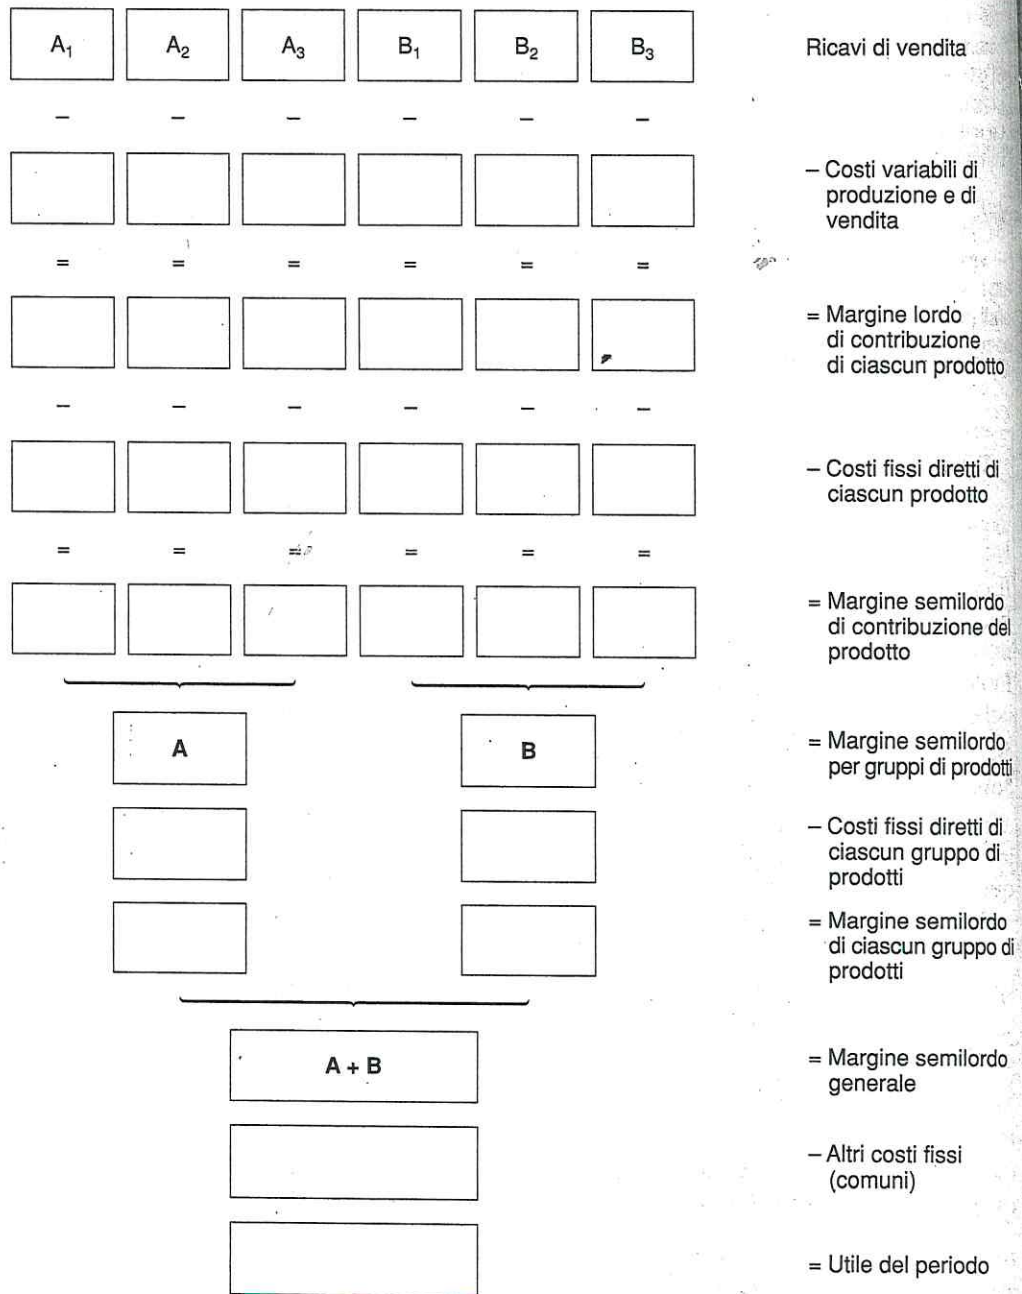 A₁ A₂ A₃ B₁ B₂ B₃ Ricavi di vendita
– – – – – –
– Costi variabili di
produzione e di
vendita
= = = = = =
= Margine lordo
di contribuzione
di ciascun prodotto
– – – – – –
– Costi fissi diretti di
ciascun prodotto
= = = = = =
= Margine semilordo
di contribuzione del
prodotto
A B
= Margine semilordo
per gruppi di prodotti
– Costi fissi diretti di
ciascun gruppo di
prodotti
= Margine semilordo
di ciascun gruppo di
prodotti
A + B
= Margine semilordo
generale
– Altri costi fissi
(comuni)
= Utile del periodo